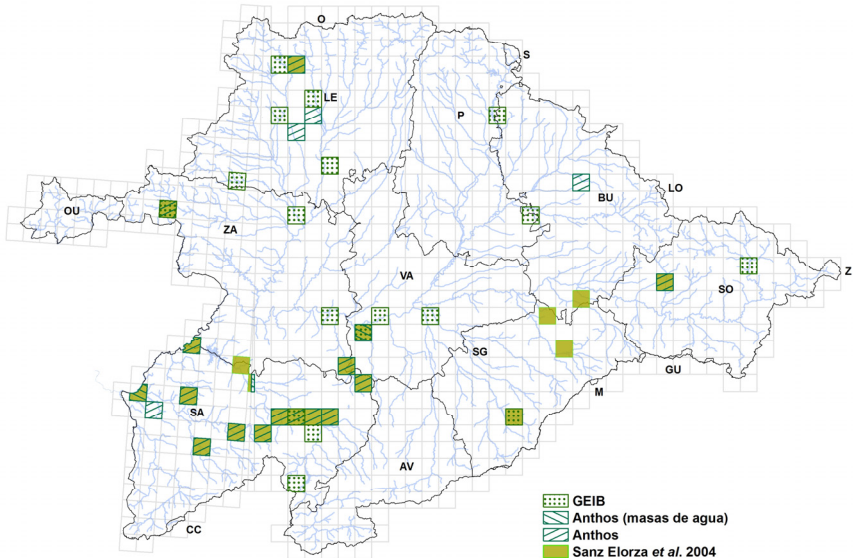 O
S
LE
P
LO
BU
OU
ZA
Z
VA
SO
SG
GU
M
SA
AV
CC
GEIB
Anthos (masas de agua)
Anthos
Sanz Elorza et al. 2004